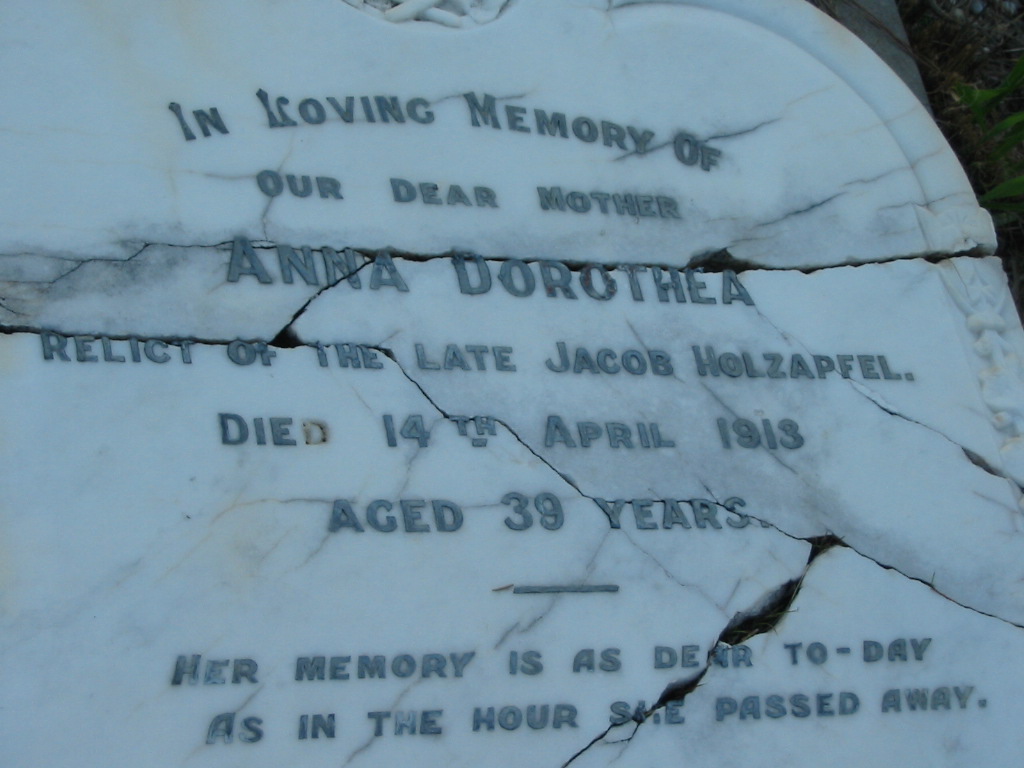 In Loving Memory Of
OUR DEAR MOTHER
ANNA DOROTHEA
RELICT OF THE LATE JACOB HOLZAPFEL.
DIED 14TH APRIL 1913
AGED 39 YEARS.
HER MEMORY IS AS DEAR TO-DAY
AS IN THE HOUR SHE PASSED AWAY.